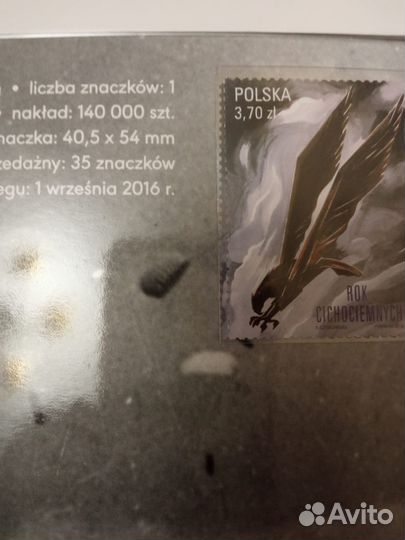 • liczba znaczków: 1
• nakład: 140 000 szt.
naczka: 40,5 x 54 mm
zedażny: 35 znaczków
egu: 1 września 2016 r.
POLSKA
3,70 zł
ROK
CICHOCIEMNYCH
Avito